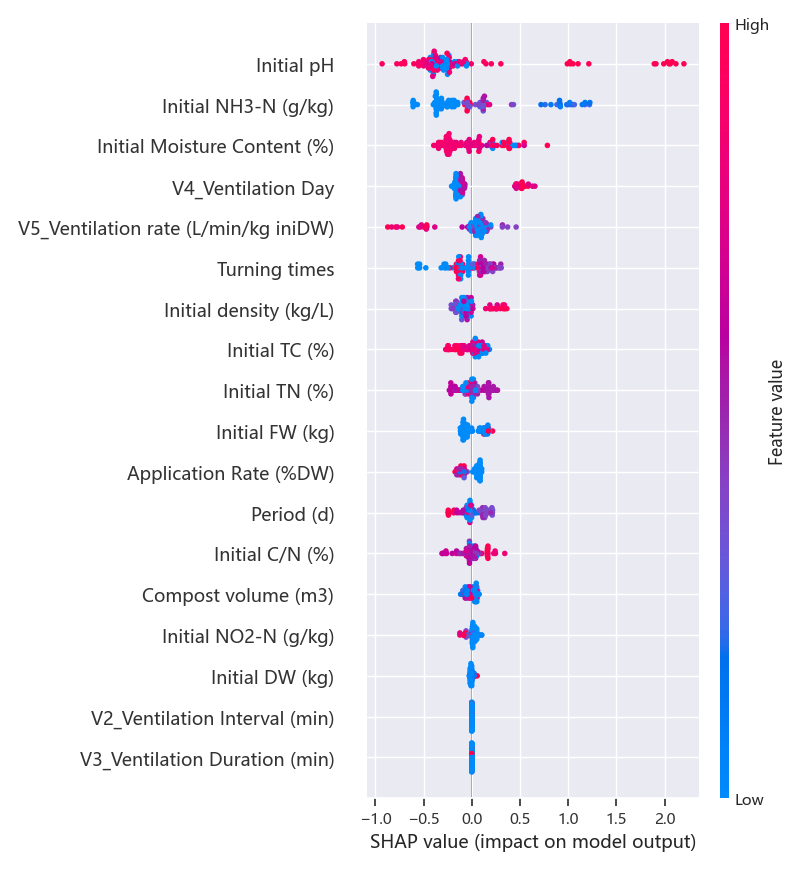 High
Initial pH
Initial NH3-N (g/kg)
Initial Moisture Content (%)
V4_Ventilation Day
V5_Ventilation rate (L/min/kg iniDW)
Turning times
Initial density (kg/L)
Initial TC (%)
Initial TN (%)
Initial FW (kg)
Application Rate (%DW)
Period (d)
Initial C/N (%)
Compost volume (m3)
Initial NO2-N (g/kg)
Initial DW (kg)
V2_Ventilation Interval (min)
V3_Ventilation Duration (min)
Feature value
Low
−1.0 −0.5 0.0 0.5 1.0 1.5 2.0
SHAP value (impact on model output)